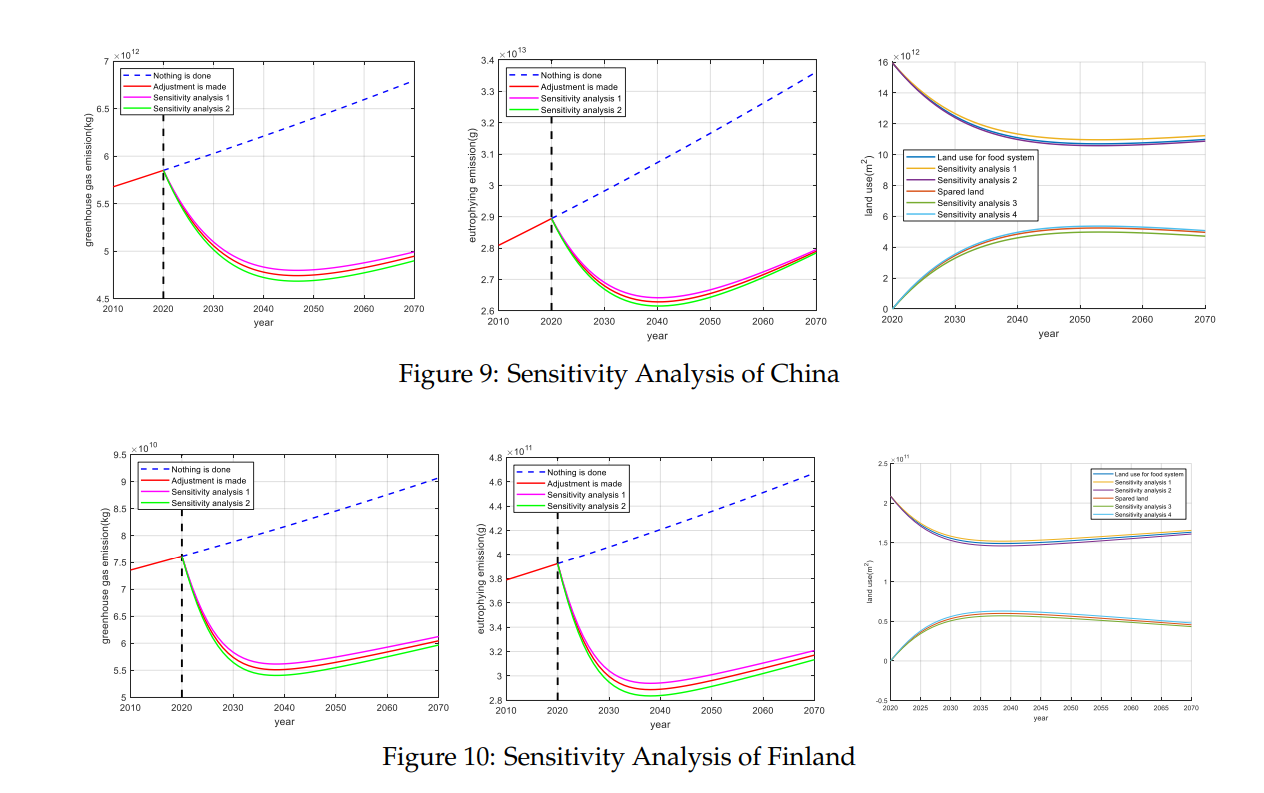 ×10^12
7
6.5
6
5.5
5
4.5
greenhouse gas emission(kg)
Nothing is done
Adjustment is made
Sensitivity analysis 1
Sensitivity analysis 2
2010 2020 2030 2040 2050 2060 2070
year
×10^13
3.4
3.3
3.2
3.1
3
2.9
2.8
2.7
2.6
eutrophying emission(g)
Nothing is done
Adjustment is made
Sensitivity analysis 1
Sensitivity analysis 2
2010 2020 2030 2040 2050 2060 2070
year
×10^12
16
14
12
10
8
6
4
2
0
land use(m^2)
Land use for food system
Sensitivity analysis 1
Sensitivity analysis 2
Spared land
Sensitivity analysis 3
Sensitivity analysis 4
2020 2030 2040 2050 2060 2070
year
Figure 9: Sensitivity Analysis of China
×10^10
9.5
9
8.5
8
7.5
7
6.5
6
5.5
5
greenhouse gas emission(kg)
Nothing is done
Adjustment is made
Sensitivity analysis 1
Sensitivity analysis 2
2010 2020 2030 2040 2050 2060 2070
year
×10^11
4.8
4.6
4.4
4.2
4
3.8
3.6
3.4
3.2
3
2.8
eutrophying emission(g)
Nothing is done
Adjustment is made
Sensitivity analysis 1
Sensitivity analysis 2
2010 2020 2030 2040 2050 2060 2070
year
×10^11
2.5
2
1.5
1
0.5
0
-0.5
land use(m^2)
Land use for food system
Sensitivity analysis 1
Sensitivity analysis 2
Spared land
Sensitivity analysis 3
Sensitivity analysis 4
2020 2025 2030 2035 2040 2045 2050 2055 2060 2065 2070
year
Figure 10: Sensitivity Analysis of Finland